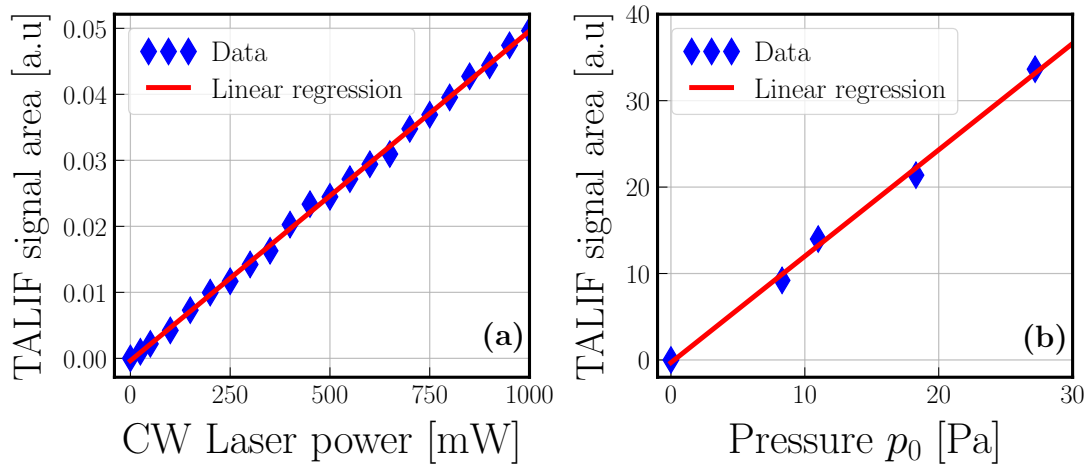 TALIF signal area [a.u]
0.05
0.04
0.03
0.02
0.01
0.00
Data
Linear regression
(a)
0 250 500 750 1000
CW Laser power [mW]
TALIF signal area [a.u]
40
30
20
10
0
Data
Linear regression
(b)
0 10 20 30
Pressure p₀ [Pa]